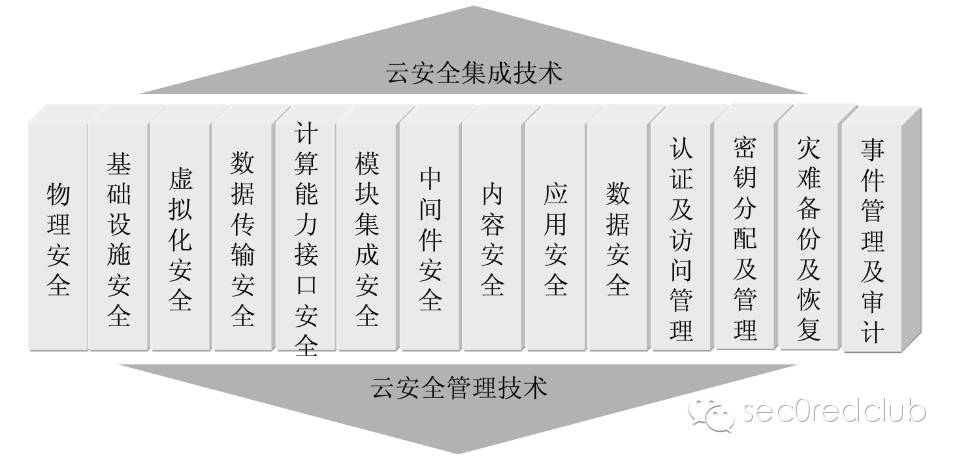 云安全集成技术
物理安全
基础设施安全
虚拟化安全
数据传输安全
计算能力接口安全
模块集成安全
中间件安全
内容安全
应用安全
数据安全
认证及访问管理
密钥分配及管理
灾难备份及恢复
事件管理及审计
云安全管理技术
sec0redclub